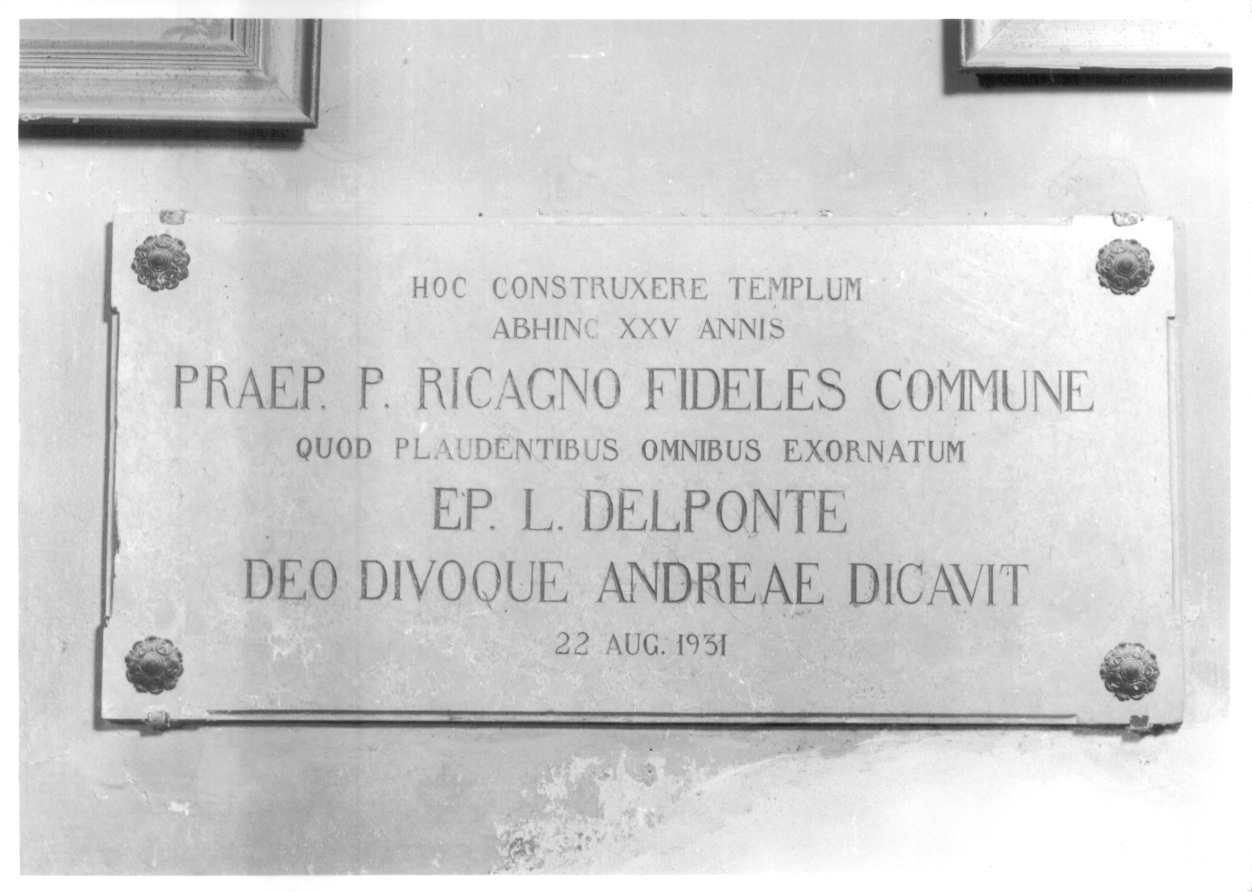 HOC CONSTRUXERE TEMPLUM
ABHINC XXV ANNIS
PRAEP. P. RICAGNO FIDELES COMMUNE
QUOD PLAUDENTIBUS OMNIBUS EXORNATUM
EP. L. DELPONTE
DEO DIVOQUE ANDREAE DICAVIT
22 AUG. 1931